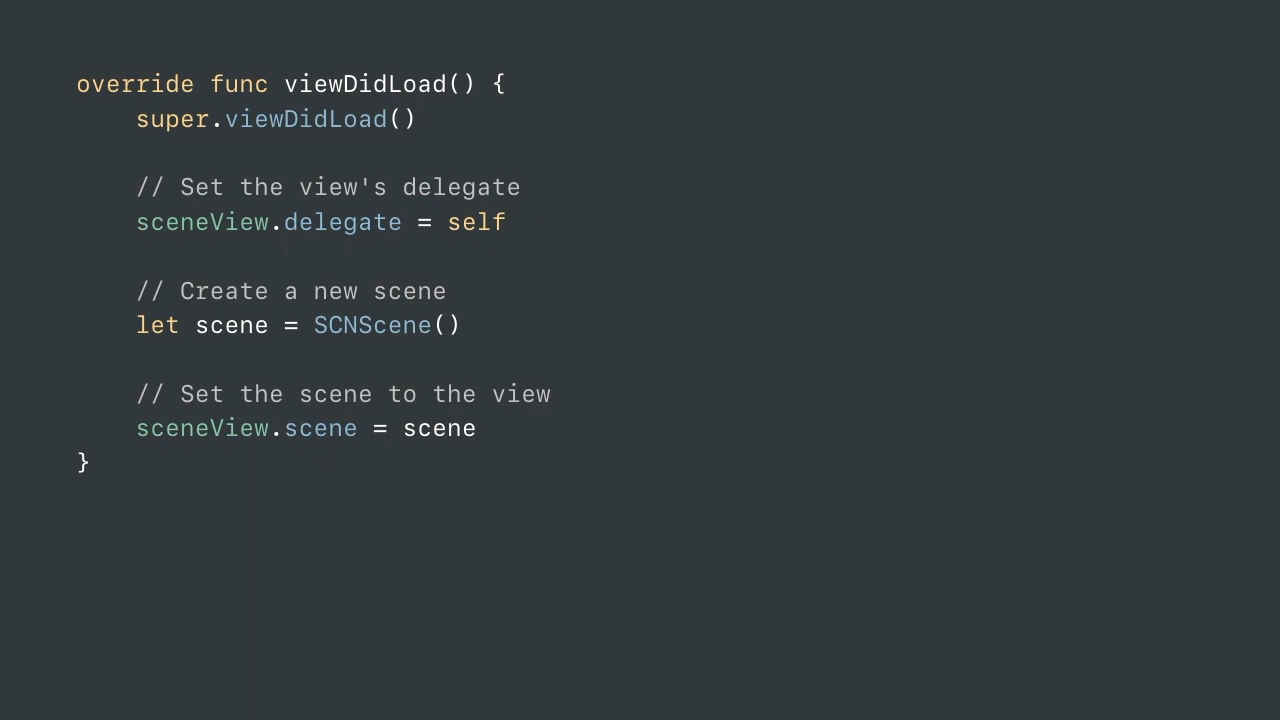 override func viewDidLoad() {
    super.viewDidLoad()

    // Set the view's delegate
    sceneView.delegate = self

    // Create a new scene
    let scene = SCNScene()

    // Set the scene to the view
    sceneView.scene = scene
}